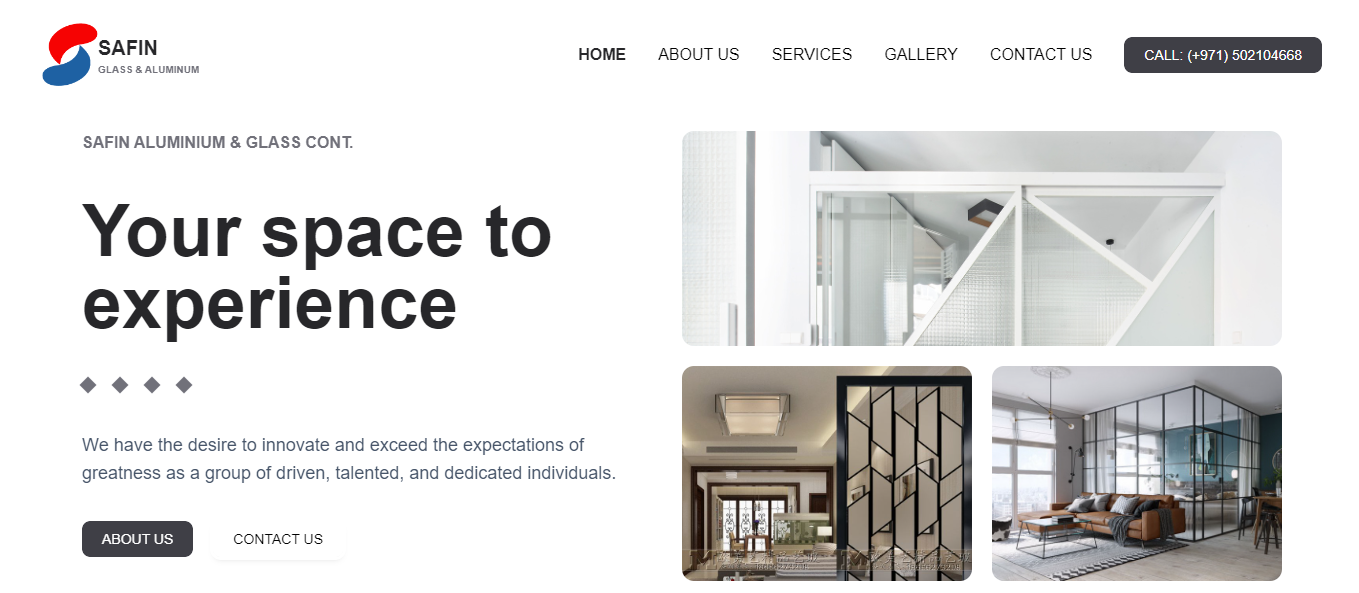 SAFIN
GLASS & ALUMINUM
HOME
ABOUT US
SERVICES
GALLERY
CONTACT US
CALL: (+971) 502104668
SAFIN ALUMINIUM & GLASS CONT.
Your space to
experience
We have the desire to innovate and exceed the expectations of
greatness as a group of driven, talented, and dedicated individuals.
ABOUT US
CONTACT US